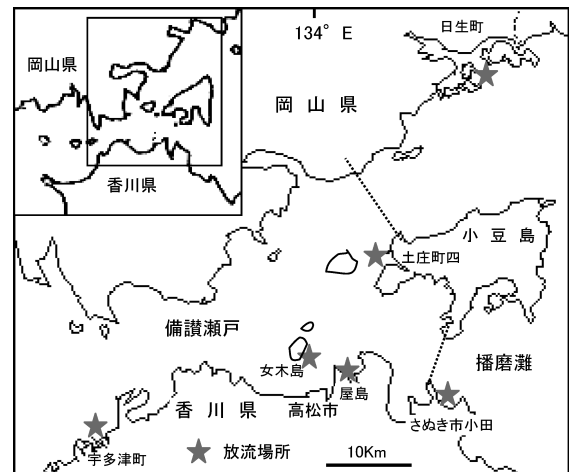 134° E
日生町
岡山県
岡山県
香川県
小豆島
土庄町四
備讃瀬戸
播磨灘
女木島
屋島
香川県
高松市
さぬき市小田
宇多津町
放流場所
10Km